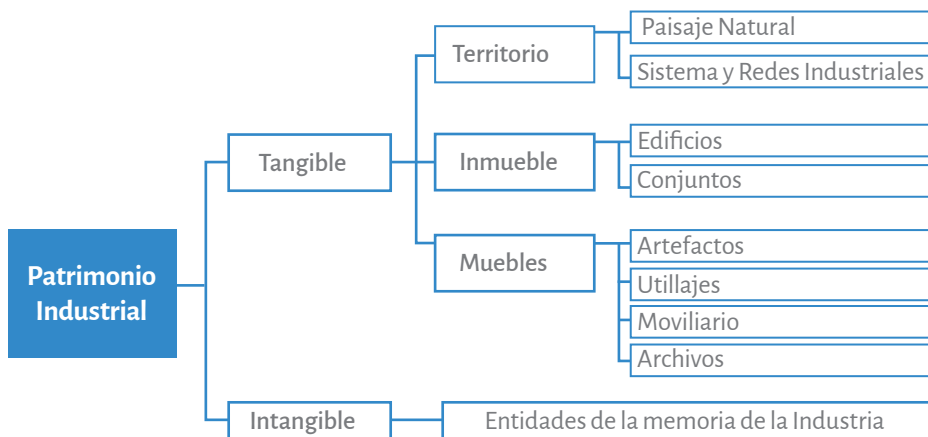 Patrimonio
Industrial
Tangible
Territorio
Paisaje Natural
Sistema y Redes Industriales
Inmueble
Edificios
Conjuntos
Muebles
Artefactos
Utillajes
Moviliario
Archivos
Intangible
Entidades de la memoria de la Industria